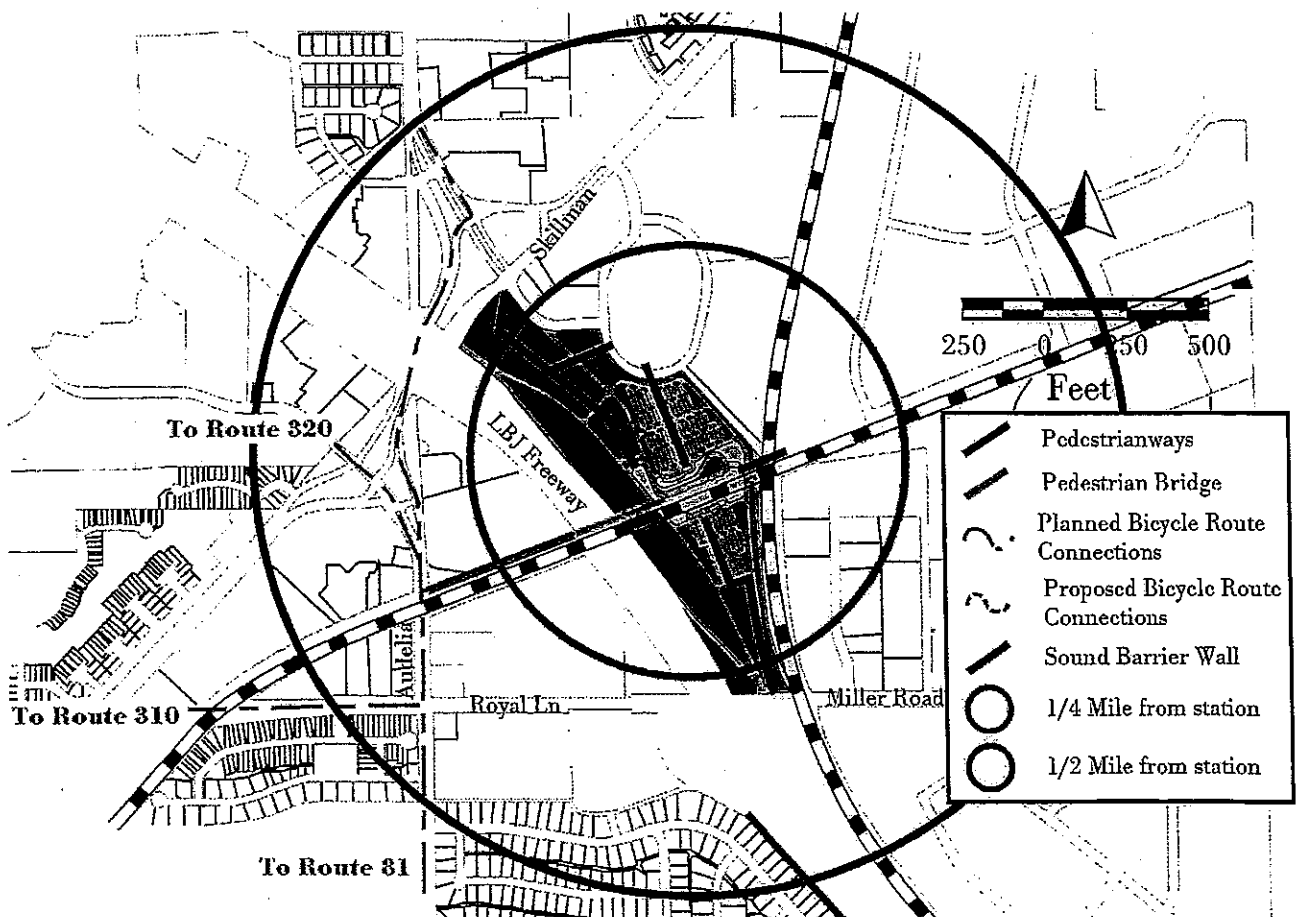 Skillman
250 0 250 500
Feet
To Route 320
LBJ Freeway
Pedestrianways
Pedestrian Bridge
Planned Bicycle Route
Connections
Proposed Bicycle Route
Connections
Sound Barrier Wall
1/4 Mile from station
1/2 Mile from station
Audelia
Royal Ln
Miller Road
To Route 310
To Route 81